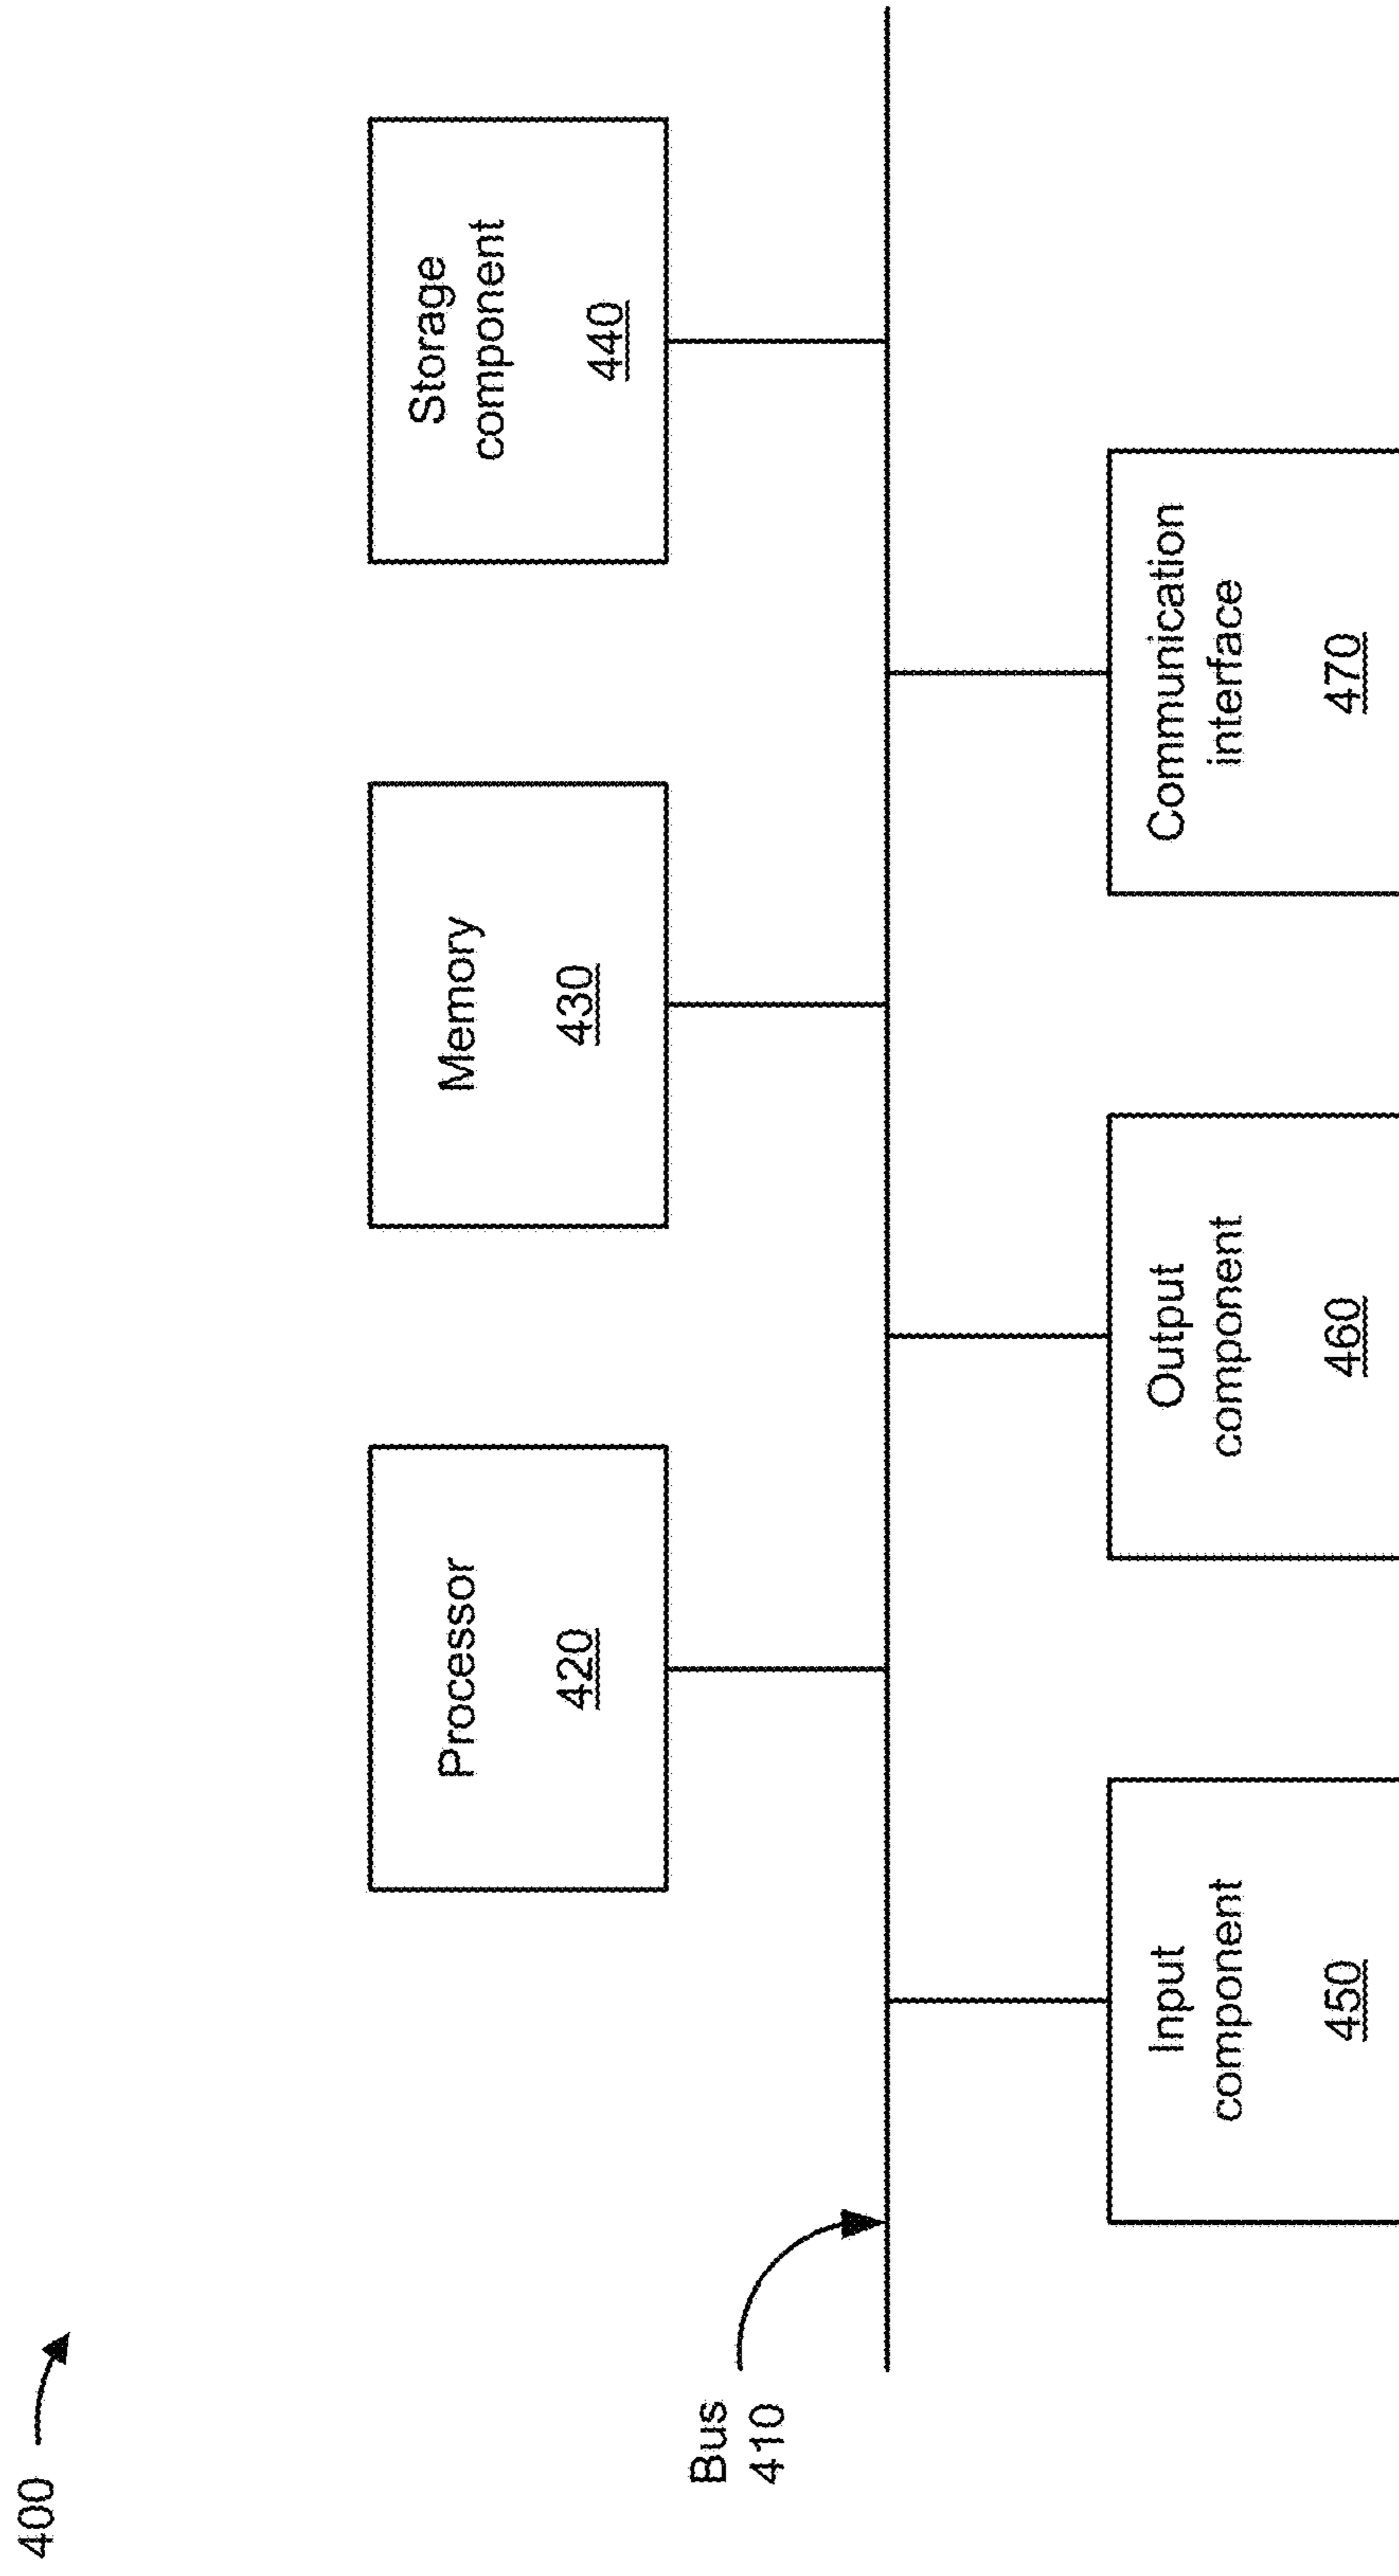 400
Processor
420
Memory
430
Storage
component
440
Bus
410
Input
component
450
Output
component
460
Communication
interface
470